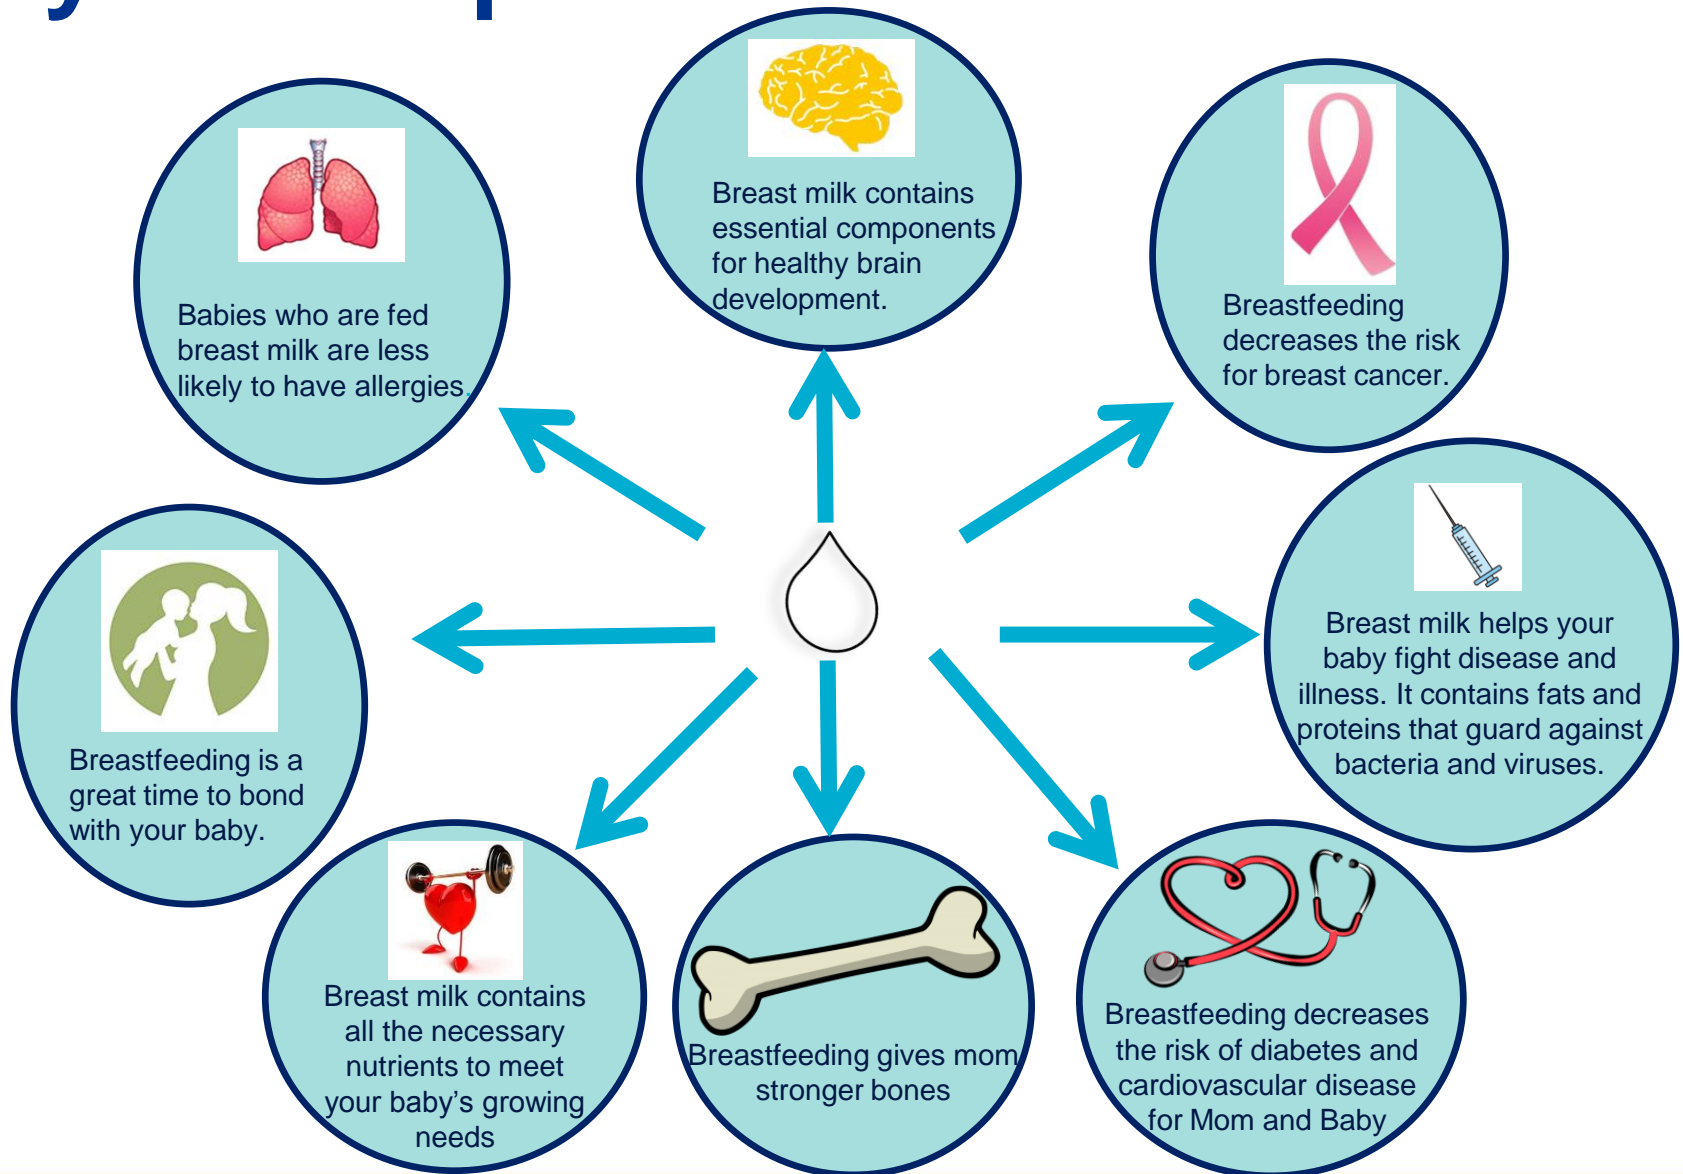 Breast milk contains
essential components
for healthy brain
development.
Babies who are fed
breast milk are less
likely to have allergies.
Breastfeeding
decreases the risk
for breast cancer.
Breast milk helps your
baby fight disease and
illness. It contains fats and
proteins that guard against
bacteria and viruses.
Breastfeeding is a
great time to bond
with your baby.
Breast milk contains
all the necessary
nutrients to meet
your baby’s growing
needs
Breastfeeding gives mom
stronger bones
Breastfeeding decreases
the risk of diabetes and
cardiovascular disease
for Mom and Baby